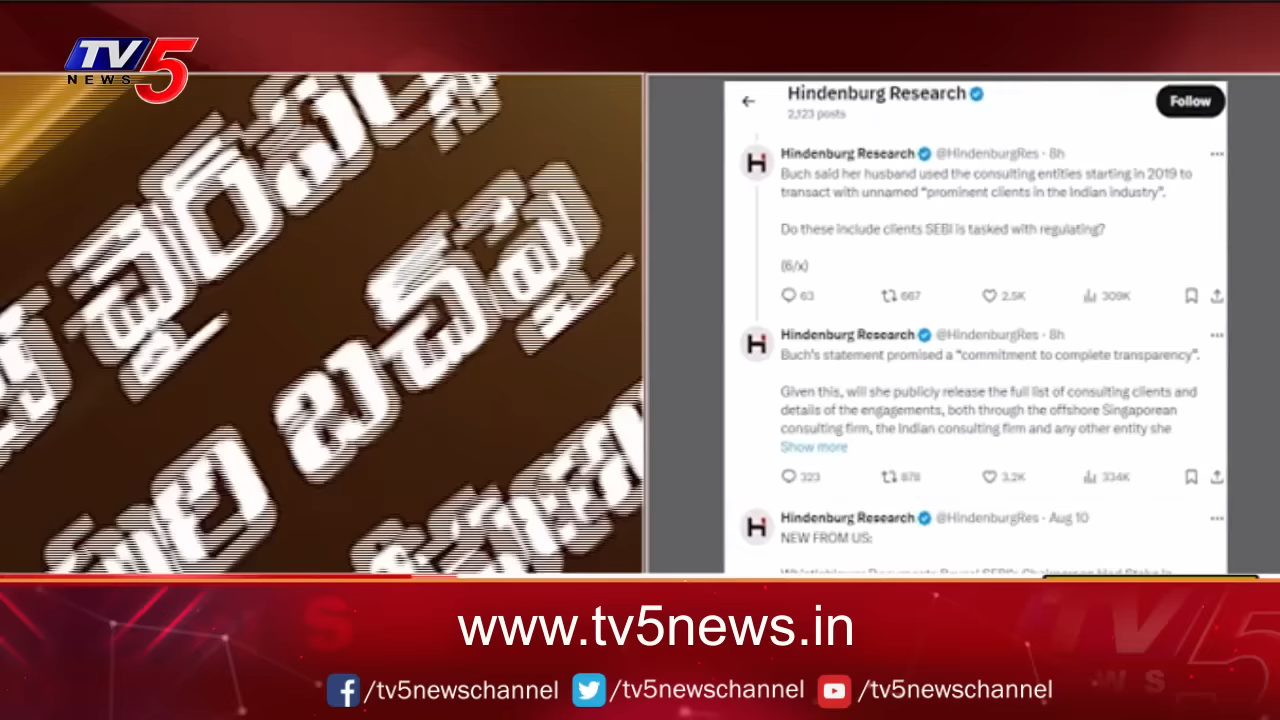 TV5
NEWS
బచ్
Hindenburg Research
2,123 posts
Follow
Hindenburg Research @HindenburgRes · 8h
Buch said her husband used the consulting entities starting in 2019 to
transact with unnamed "prominent clients in the Indian industry".
Do these include clients SEBI is tasked with regulating?
(6/x)
63 667 2.5K 309K
Hindenburg Research @HindenburgRes · 8h
Buch's statement promised a "commitment to complete transparency".
Given this, will she publicly release the full list of consulting clients and
details of the engagements, both through the offshore Singaporean
consulting firm, the Indian consulting firm and any other entity she
Show more
323 878 3.2K 334K
Hindenburg Research @HindenburgRes · Aug 10
NEW FROM US:
www.tv5news.in
/tv5newschannel /tv5newschannel /tv5newschannel